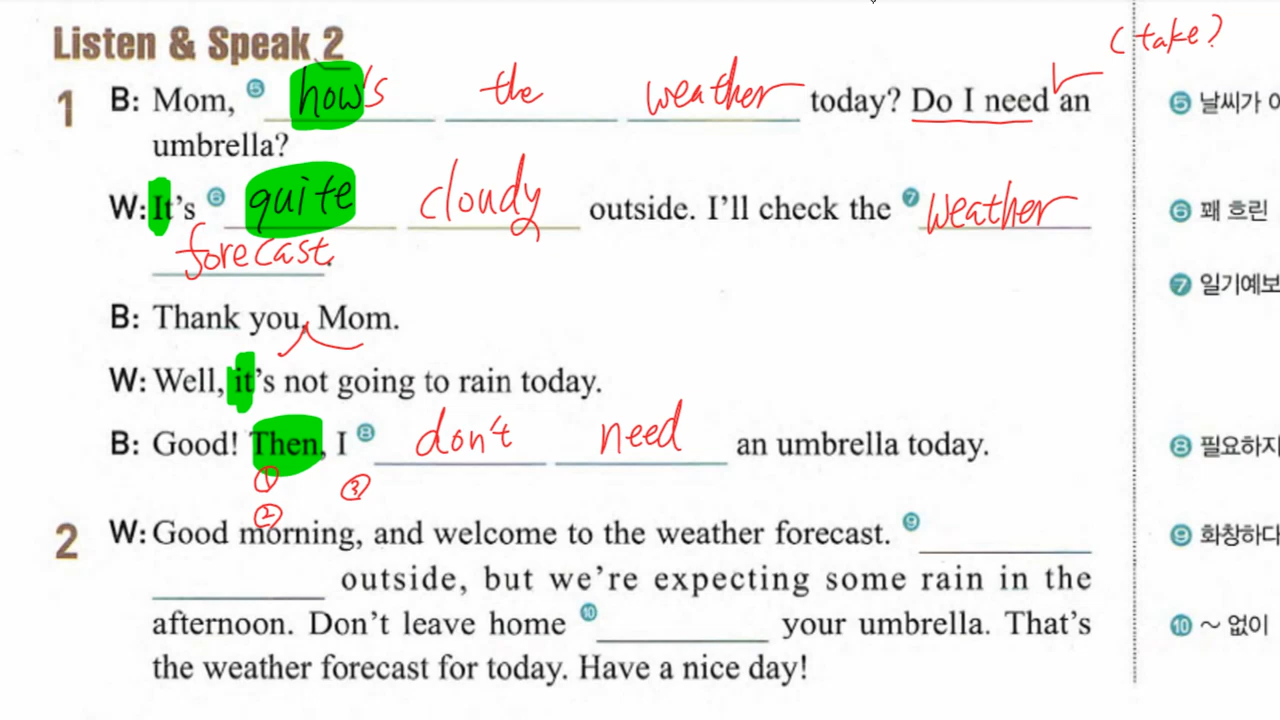 Listen & Speak 2
( take?
1 B: Mom, ⑤ how's the weather today? Do I need an
umbrella?
⑤ 날씨가 어
W: It's ⑥ quite cloudy outside. I'll check the ⑦ weather
forecast.
⑥ 꽤 흐린
⑦ 일기예보
B: Thank you, Mom.
W: Well, it's not going to rain today.
B: Good! Then, I ⑧ don't need an umbrella today.
⑧ 필요하지
① ③
②
2 W: Good morning, and welcome to the weather forecast. ⑨
⑨ 화창하다
outside, but we're expecting some rain in the
afternoon. Don't leave home ⑩ your umbrella. That's
⑩ ~ 없이
the weather forecast for today. Have a nice day!